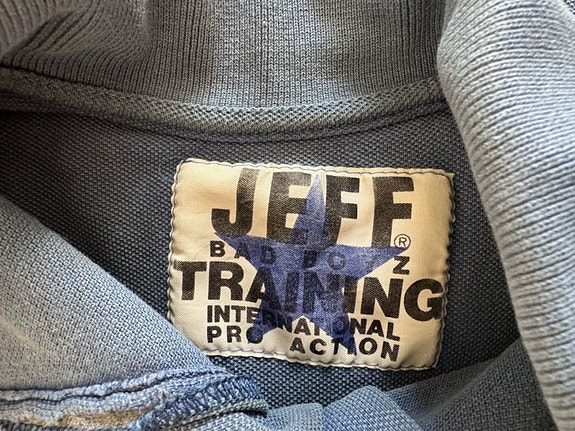 JEFF
®
BAD BOYZ
TRAINING
INTERNATIONAL
PRO ACTION